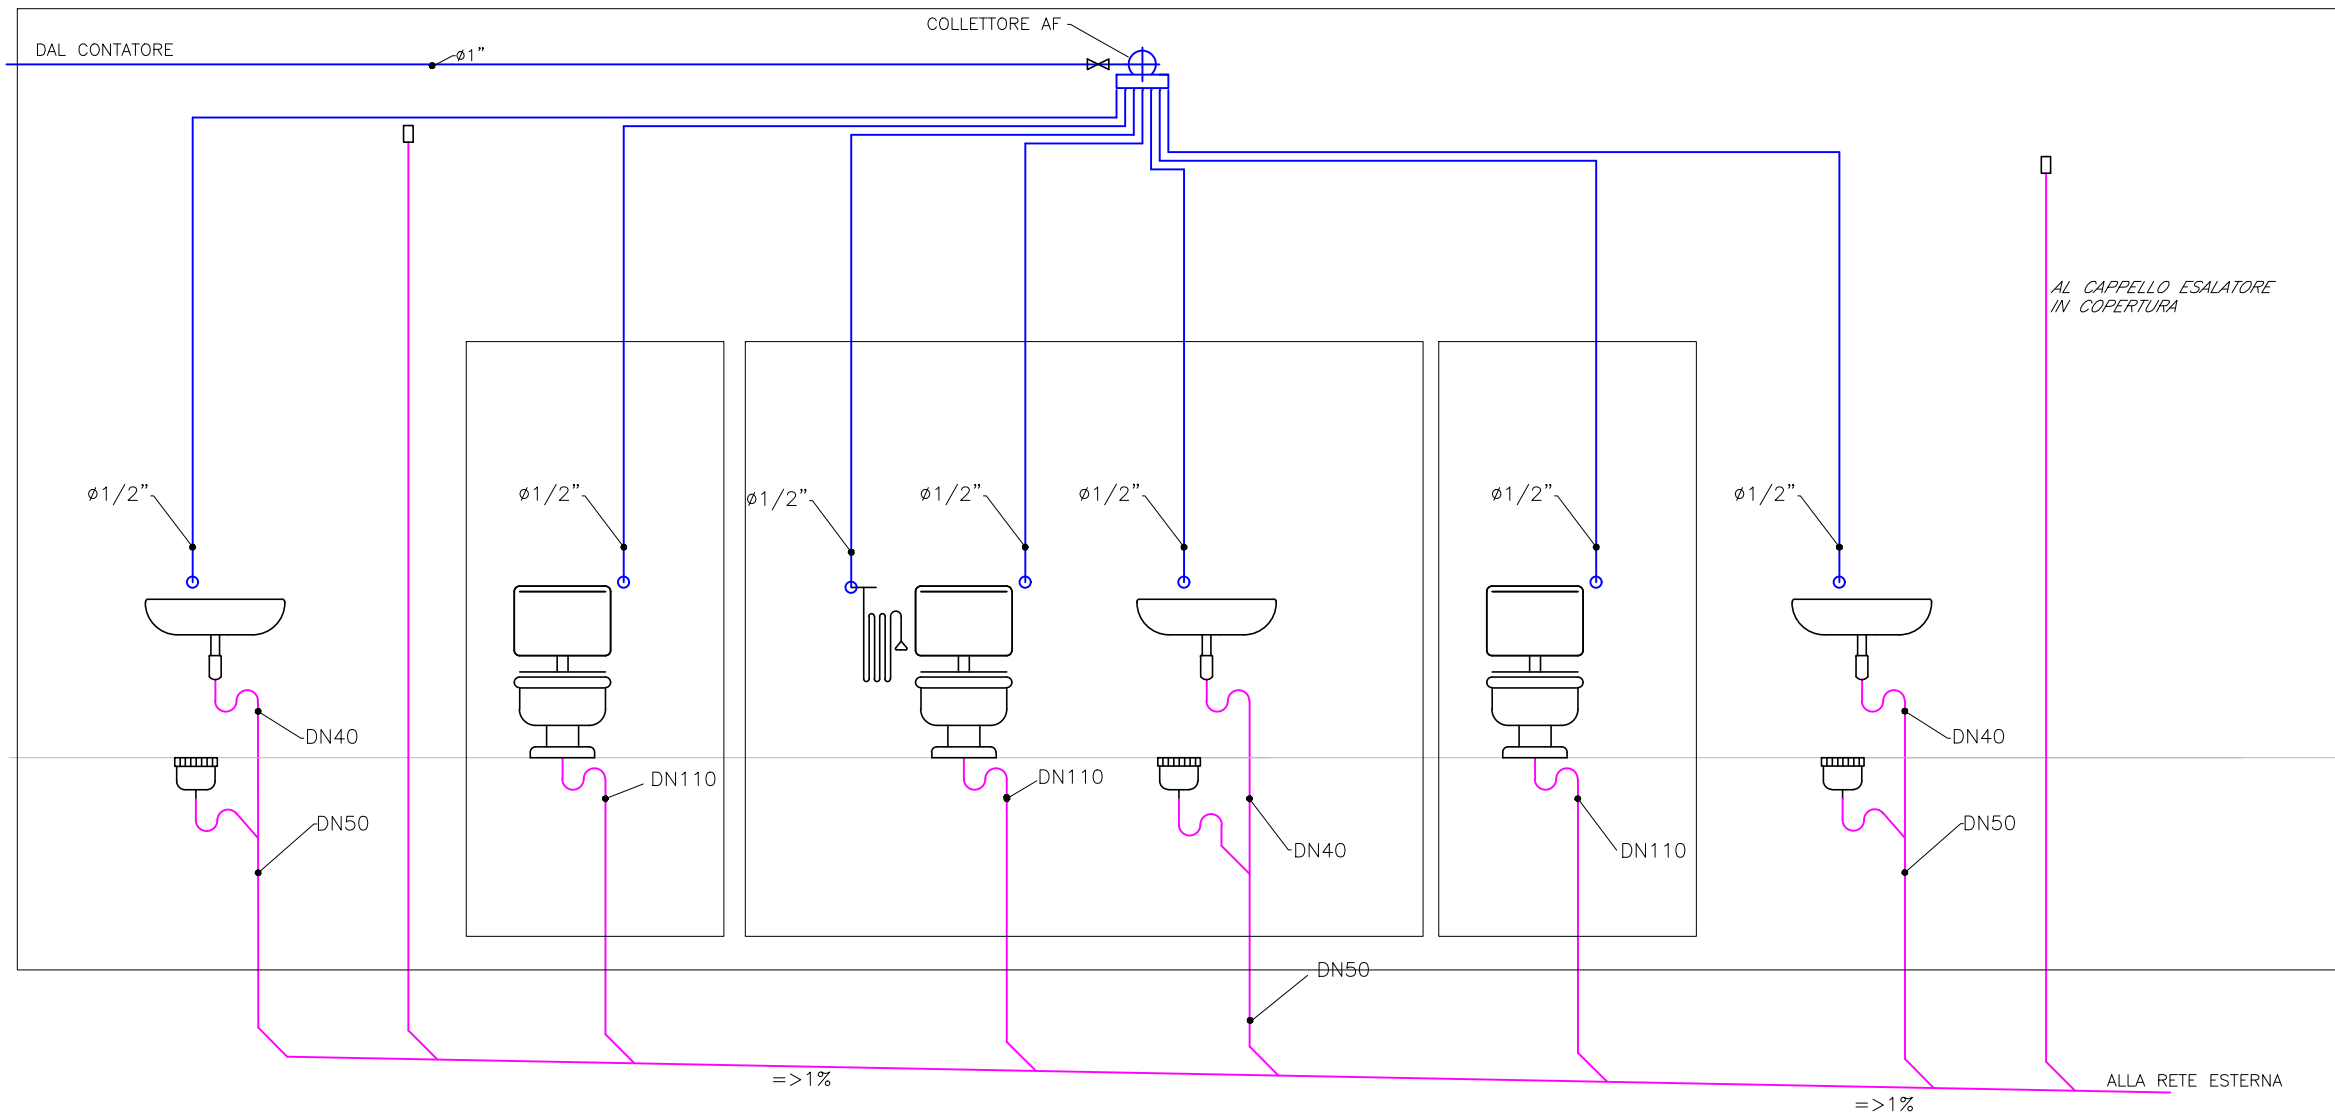 COLLETTORE AF
DAL CONTATORE
ø1”
AL CAPPELLO ESALATORE
IN COPERTURA
ø1/2”
ø1/2”
ø1/2”
ø1/2”
ø1/2”
ø1/2”
ø1/2”
DN40
DN40
DN110
DN110
DN50
DN50
DN40
DN110
DN50
=>1%
ALLA RETE ESTERNA
=>1%